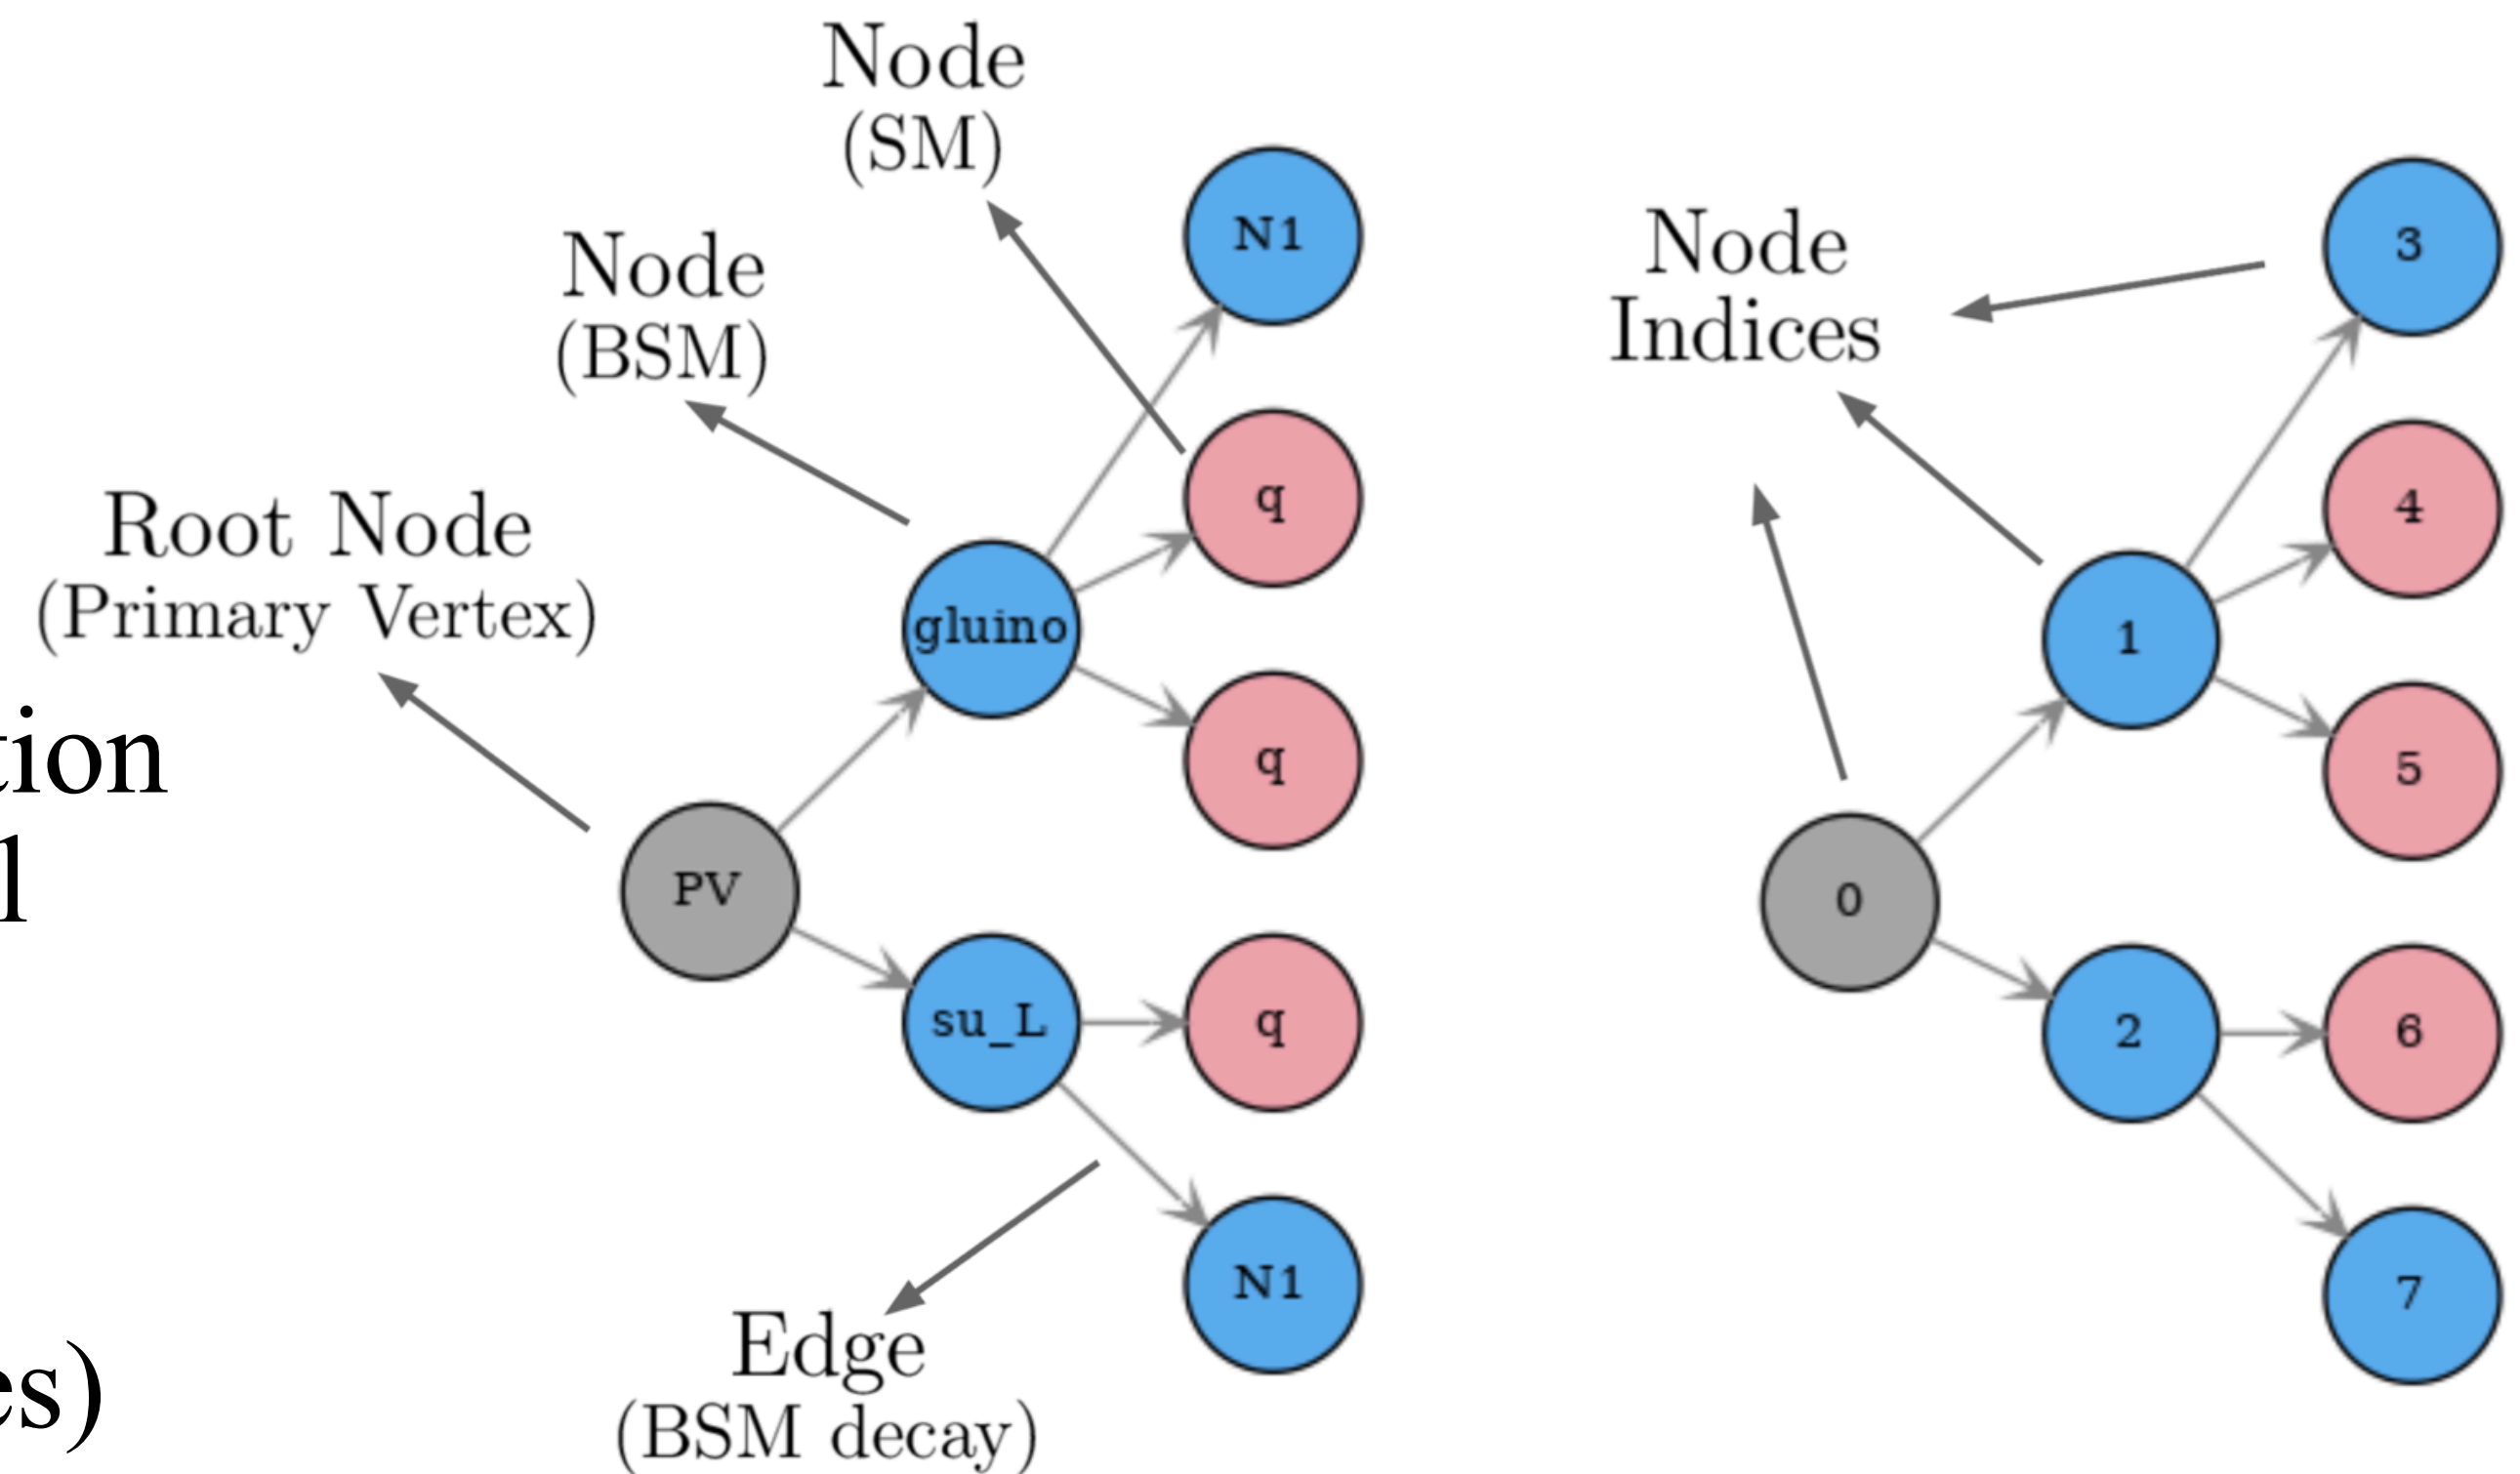 Node
(SM)
Node
(BSM)
Root Node
(Primary Vertex)
N1
q
gluino
q
PV
su_L
q
N1
Edge
(BSM decay)
Node
Indices
3
4
1
5
0
2
6
7
tion
l
es)